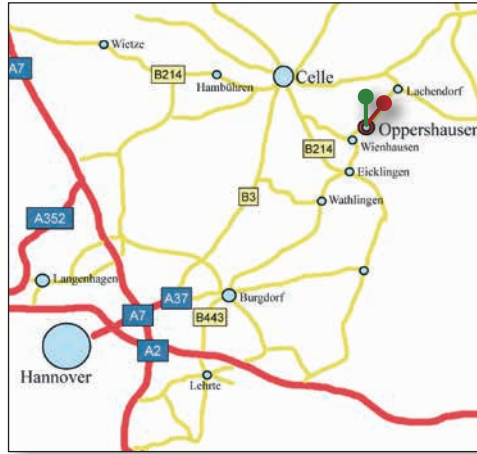 Wietze
B214
Celle
A7
Hambühren
Lachendorf
Oppershausen
Wienhausen
B214
Eicklingen
B3
Wathlingen
A352
Langenhagen
A37
Burgdorf
A7
B443
A2
Hannover
Lehrte